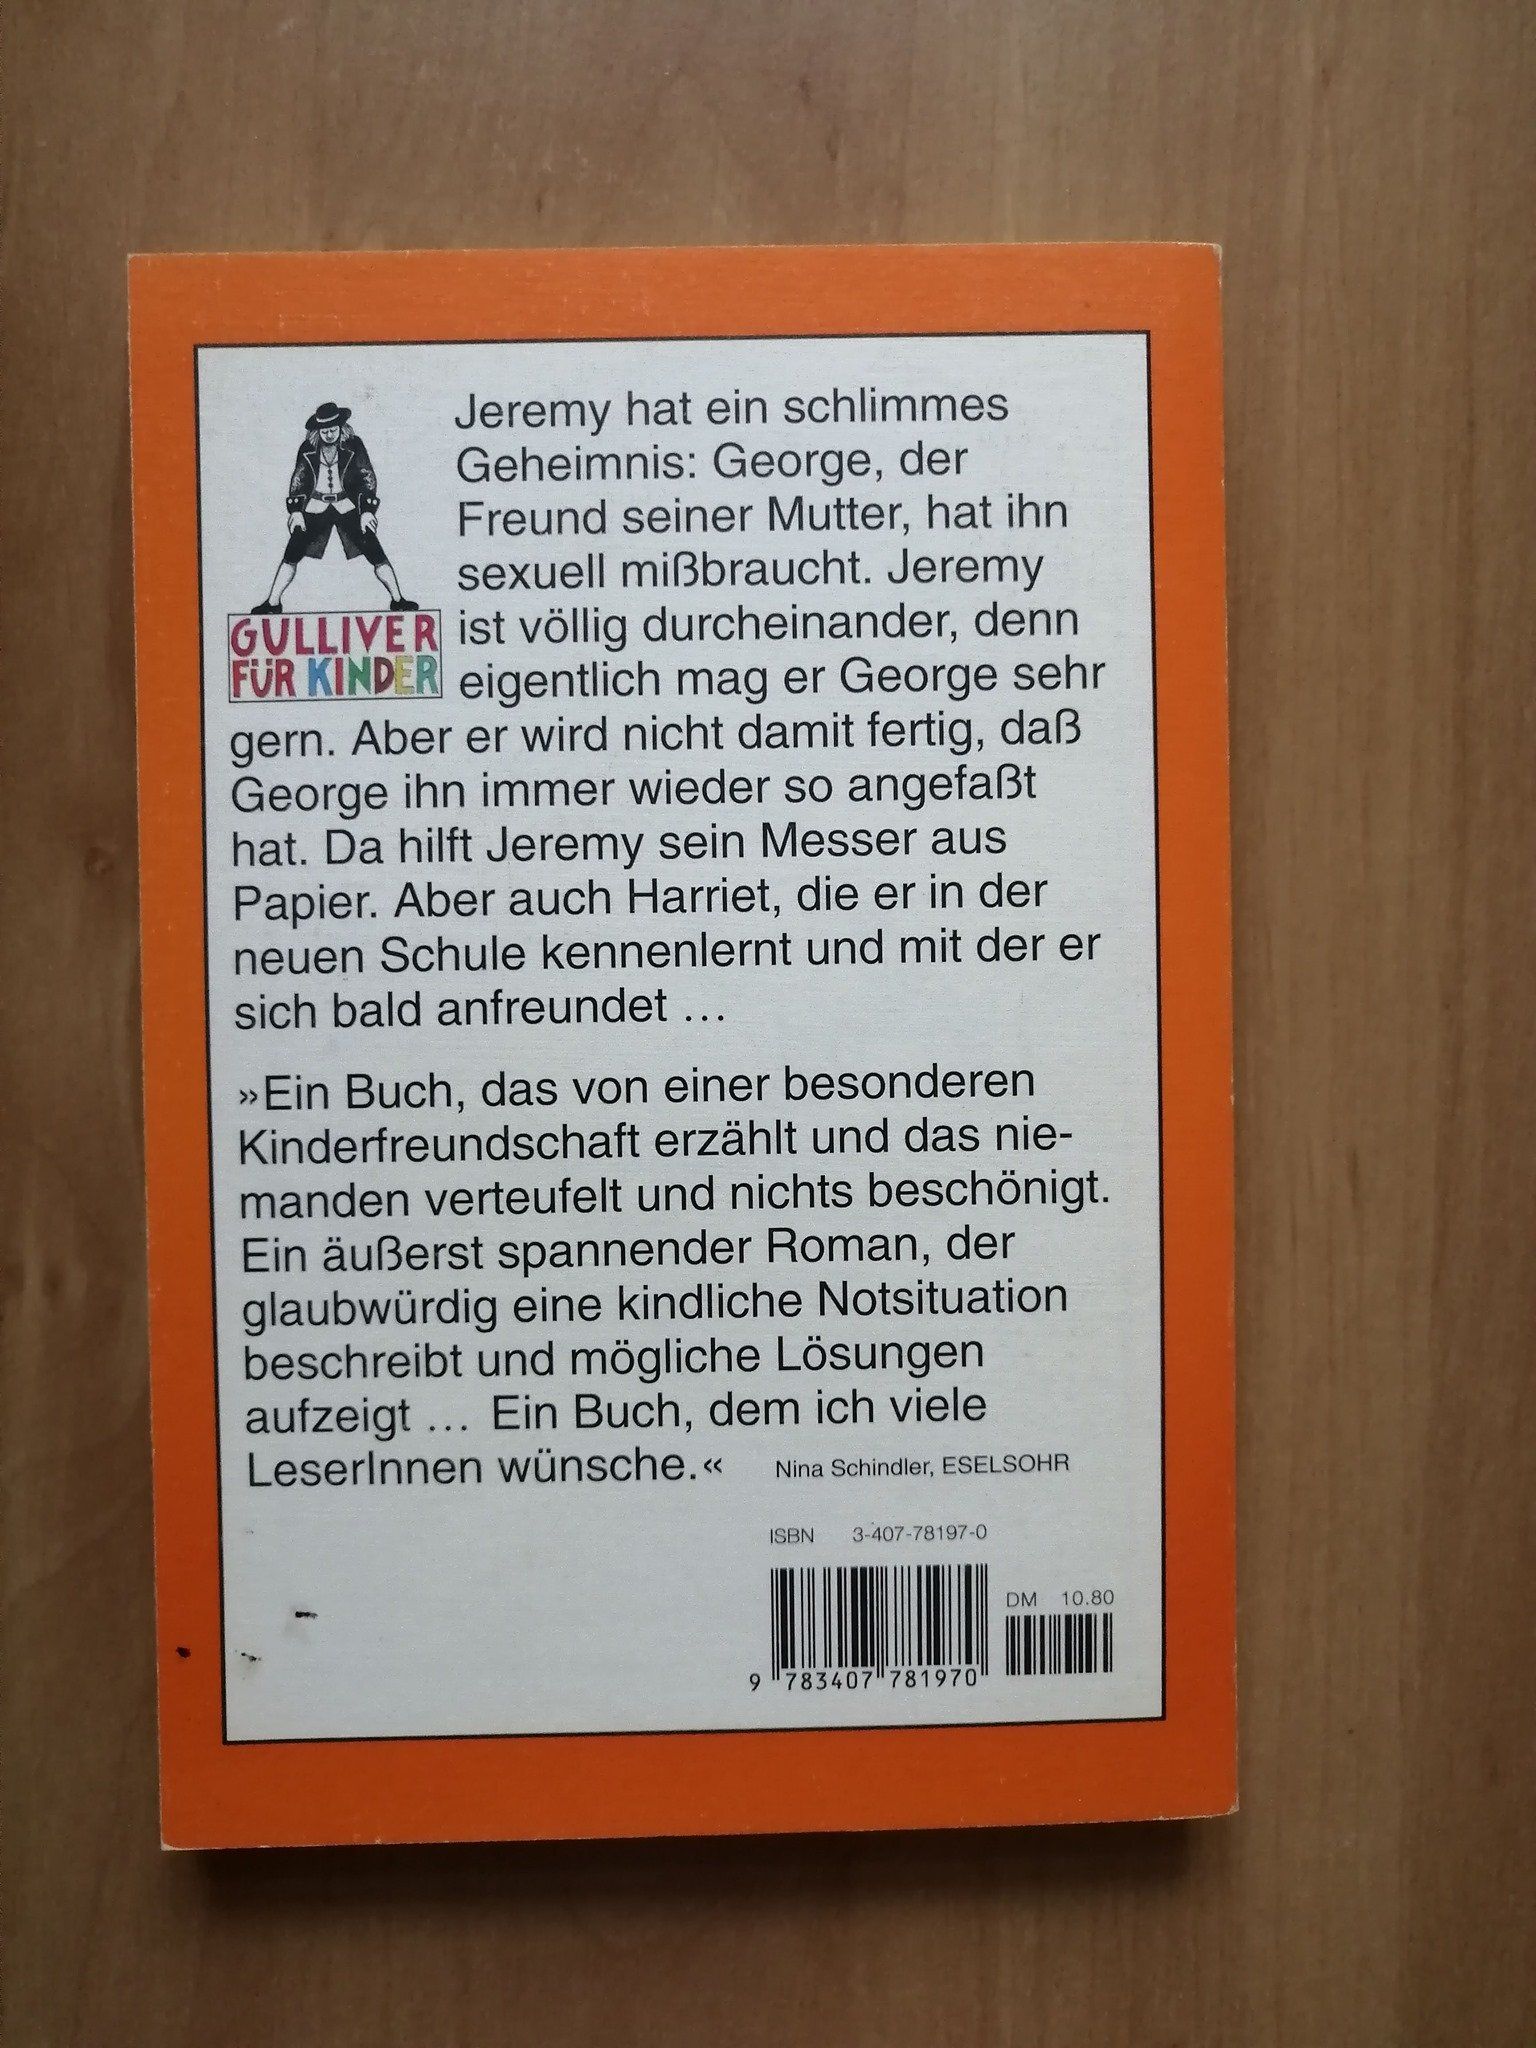 Jeremy hat ein schlimmes
Geheimnis: George, der
Freund seiner Mutter, hat ihn
sexuell mißbraucht. Jeremy
ist völlig durcheinander, denn
eigentlich mag er George sehr
GULLIVER
FÜR KINDER
gern. Aber er wird nicht damit fertig, daß
George ihn immer wieder so angefaßt
hat. Da hilft Jeremy sein Messer aus
Papier. Aber auch Harriet, die er in der
neuen Schule kennenlernt und mit der er
sich bald anfreundet ...
»Ein Buch, das von einer besonderen
Kinderfreundschaft erzählt und das nie-
manden verteufelt und nichts beschönigt.
Ein äußerst spannender Roman, der
glaubwürdig eine kindliche Notsituation
beschreibt und mögliche Lösungen
aufzeigt ... Ein Buch, dem ich viele
LeserInnen wünsche.« Nina Schindler, ESELSOHR
ISBN 3-407-78197-0
DM 10.80
9 783407 781970